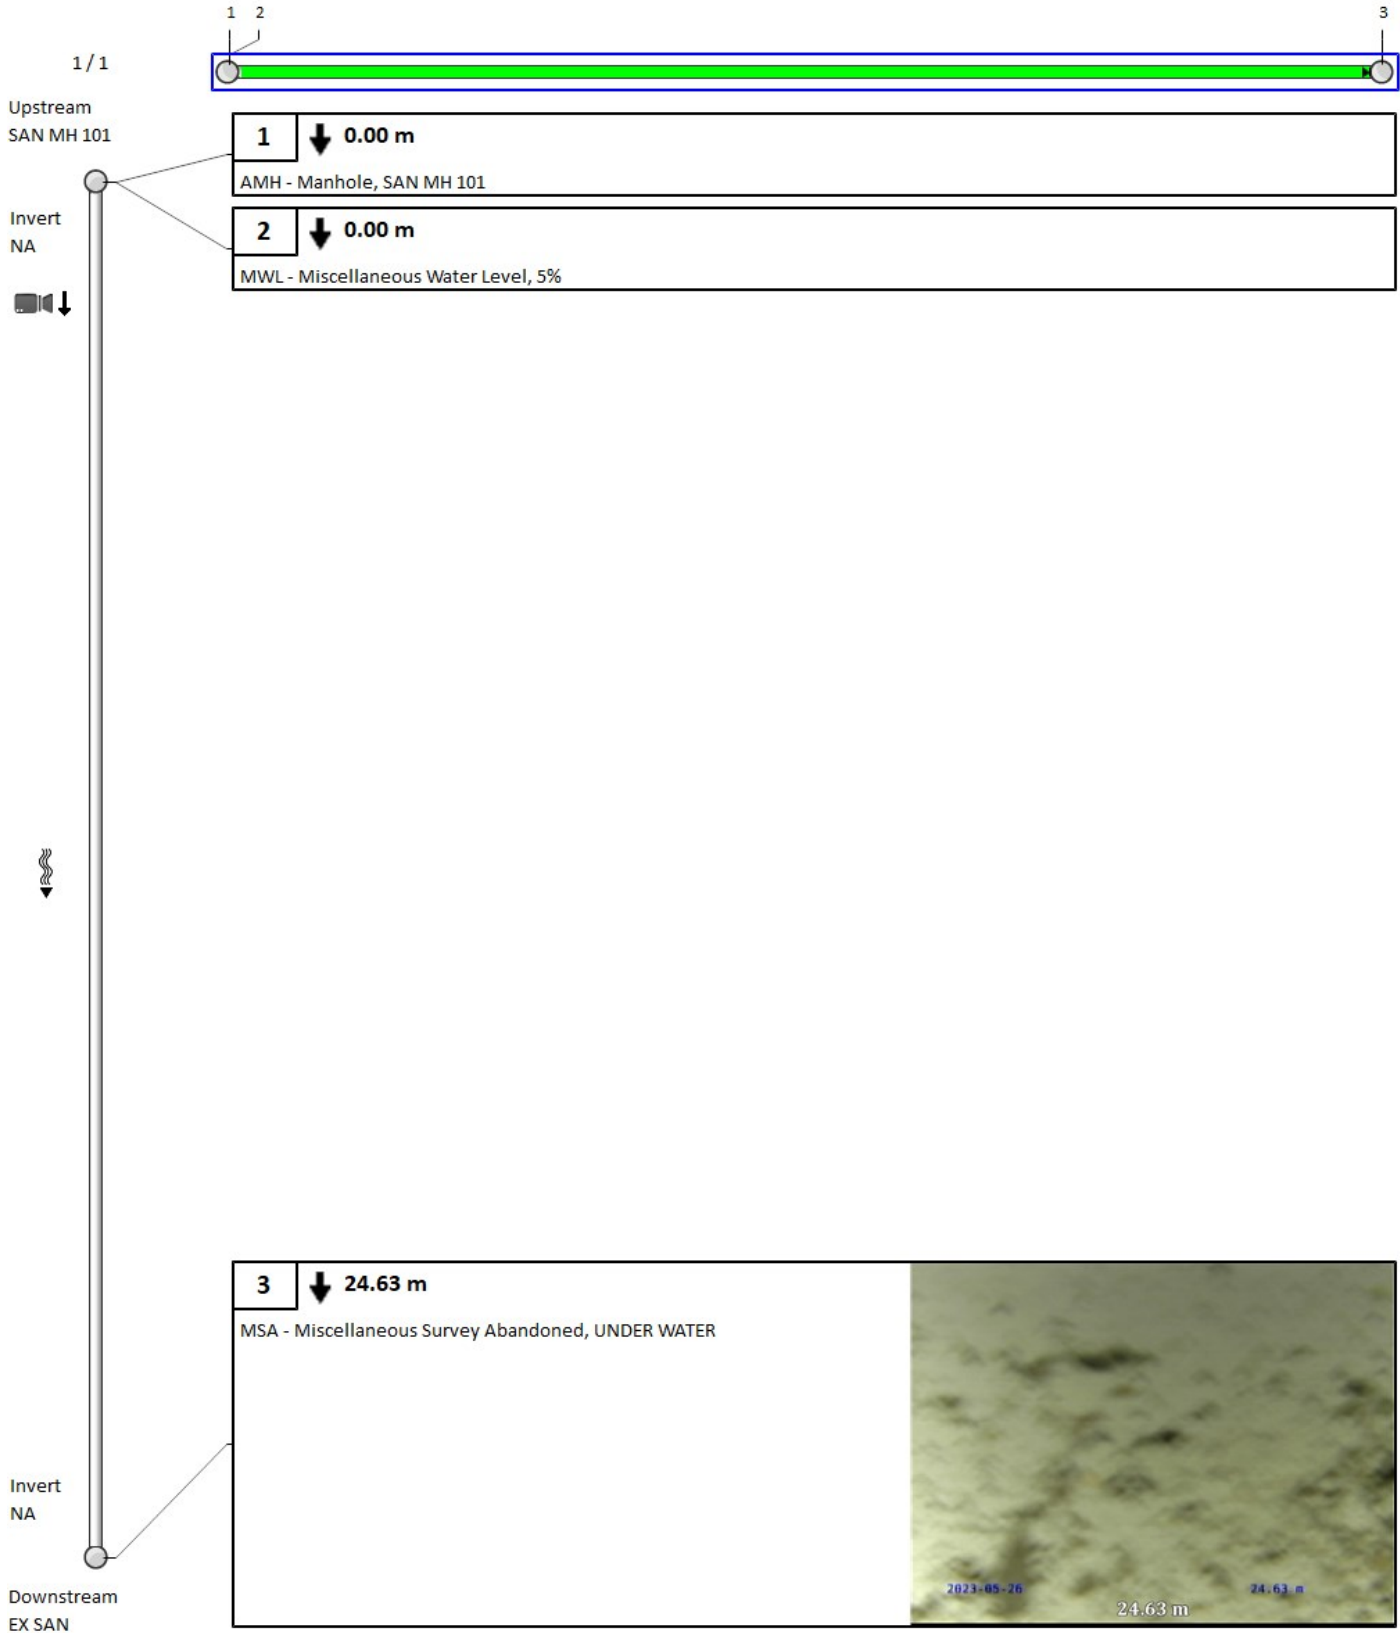 1 2 3
1 / 1
Upstream
SAN MH 101
1 0.00 m
AMH - Manhole, SAN MH 101
2 0.00 m
MWL - Miscellaneous Water Level, 5%
Invert
NA
3 24.63 m
MSA - Miscellaneous Survey Abandoned, UNDER WATER
2023-05-26 24.63 m
24.63 m
Invert
NA
Downstream
EX SAN